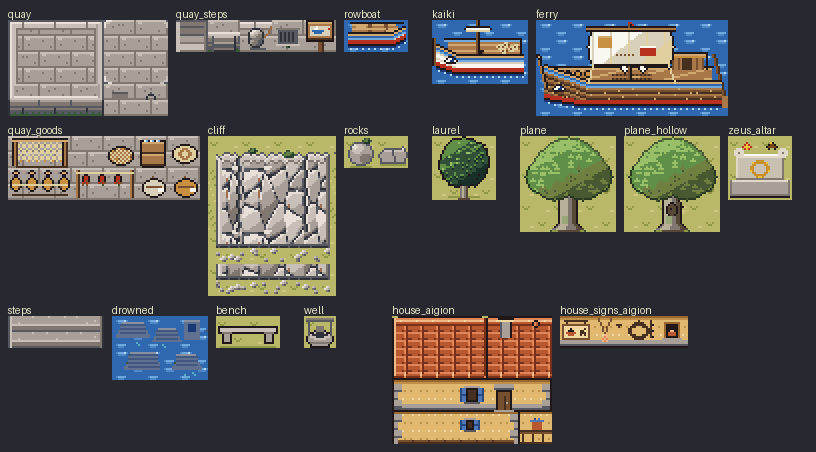 quay
quay_steps
rowboat
kaiki
ferry
quay_goods
cliff
rocks
laurel
plane
plane_hollow
zeus_altar
steps
drowned
bench
well
house_aigion
house_signs_aigion